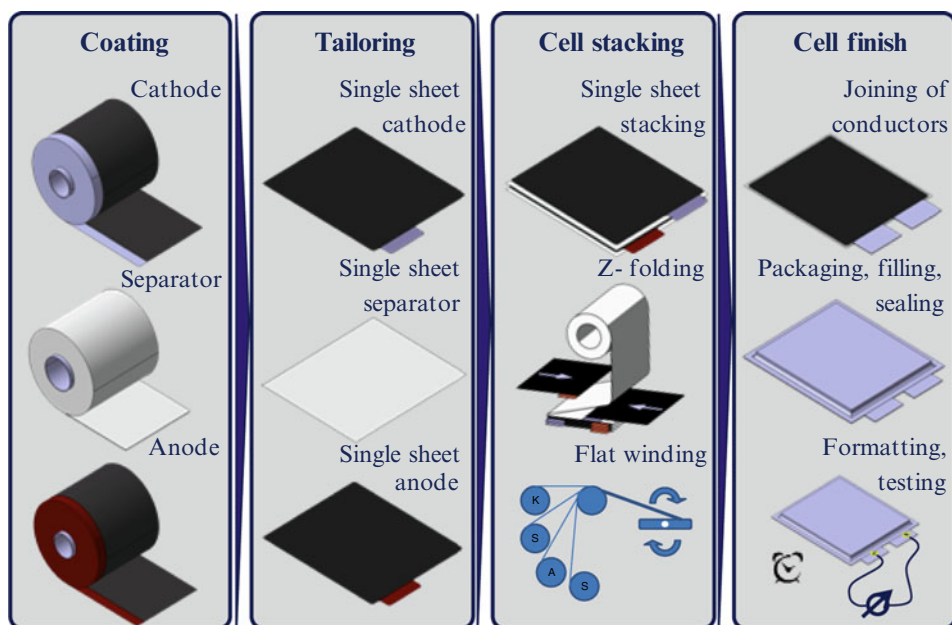 Coating
Cathode
Separator
Anode
Tailoring
Single sheet
cathode
Single sheet
separator
Single sheet
anode
Cell stacking
Single sheet
stacking
Z- folding
Flat winding
K
S
A
S
Cell finish
Joining of
conductors
Packaging, filling,
sealing
Formatting,
testing